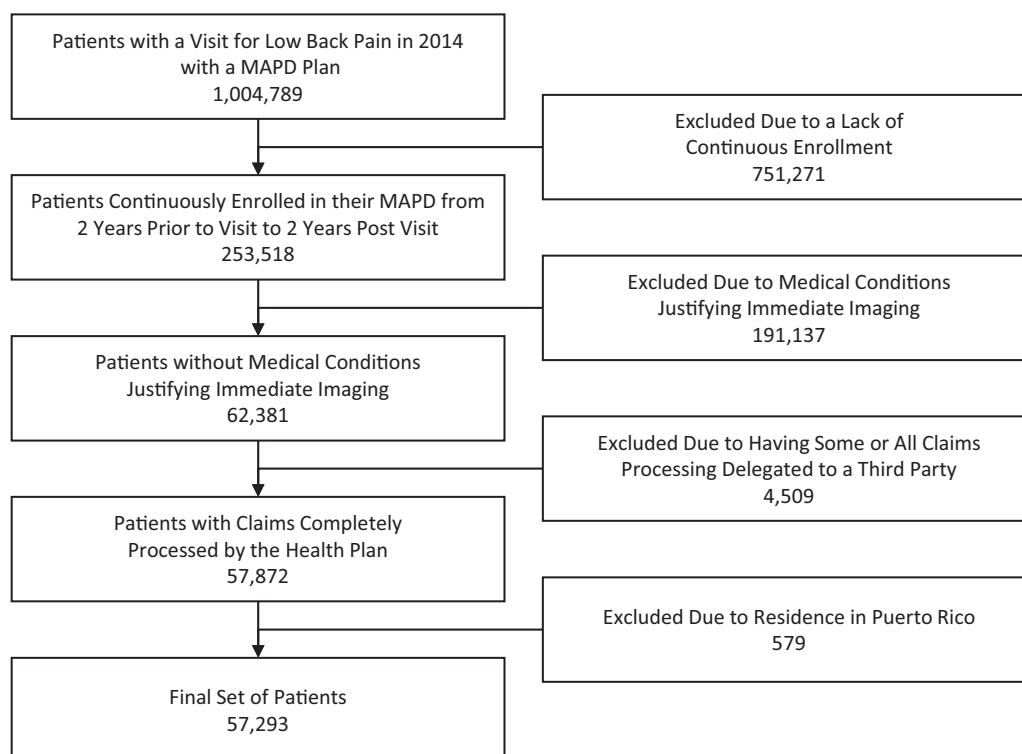 Patients with a Visit for Low Back Pain in 2014
with a MAPD Plan
1,004,789
Excluded Due to a Lack of
Continuous Enrollment
751,271
Patients Continuously Enrolled in their MAPD from
2 Years Prior to Visit to 2 Years Post Visit
253,518
Excluded Due to Medical Conditions
Justifying Immediate Imaging
191,137
Patients without Medical Conditions
Justifying Immediate Imaging
62,381
Excluded Due to Having Some or All Claims
Processing Delegated to a Third Party
4,509
Patients with Claims Completely
Processed by the Health Plan
57,872
Excluded Due to Residence in Puerto Rico
579
Final Set of Patients
57,293